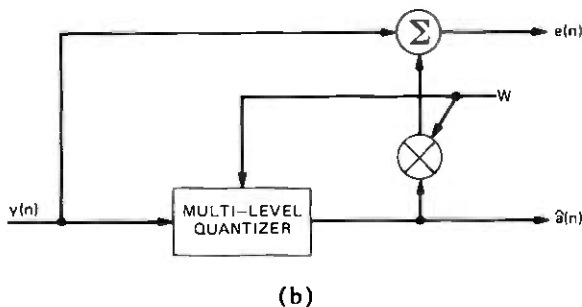 Σ
e(n)
W
y(n)
MULTI-LEVEL
QUANTIZER
â(n)
(b)